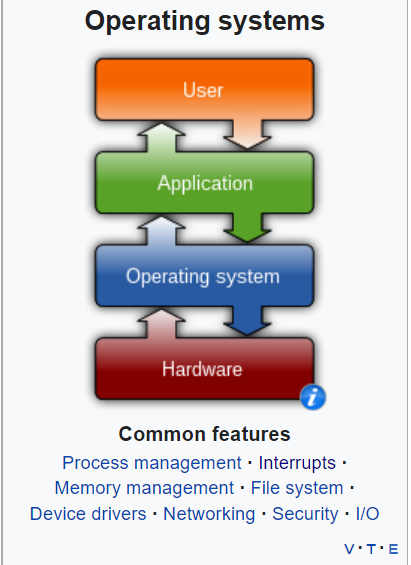 Operating systems
User
Application
Operating system
Hardware
i
Common features
Process management · Interrupts ·
Memory management · File system ·
Device drivers · Networking · Security · I/O
V · T · E